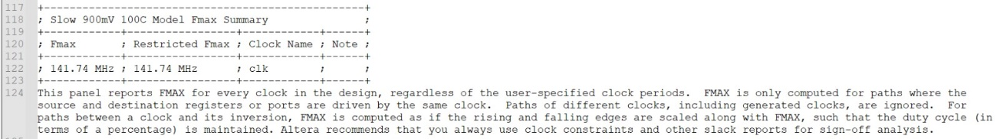 117 +-------------------------------------------------+
118 ; Slow 900mV 100C Model Fmax Summary ;
119 +------------+-----------------+------------+------+
120 ; Fmax ; Restricted Fmax ; Clock Name ; Note ;
121 +------------+-----------------+------------+------+
122 ; 141.74 MHz ; 141.74 MHz ; clk ; ;
123 +------------+-----------------+------------+------+
124 This panel reports FMAX for every clock in the design, regardless of the user-specified clock periods.  FMAX is only computed for paths where the
source and destination registers or ports are driven by the same clock.  Paths of different clocks, including generated clocks, are ignored.  For
paths between a clock and its inversion, FMAX is computed as if the rising and falling edges are scaled along with FMAX, such that the duty cycle (in
terms of a percentage) is maintained. Altera recommends that you always use clock constraints and other slack reports for sign-off analysis.